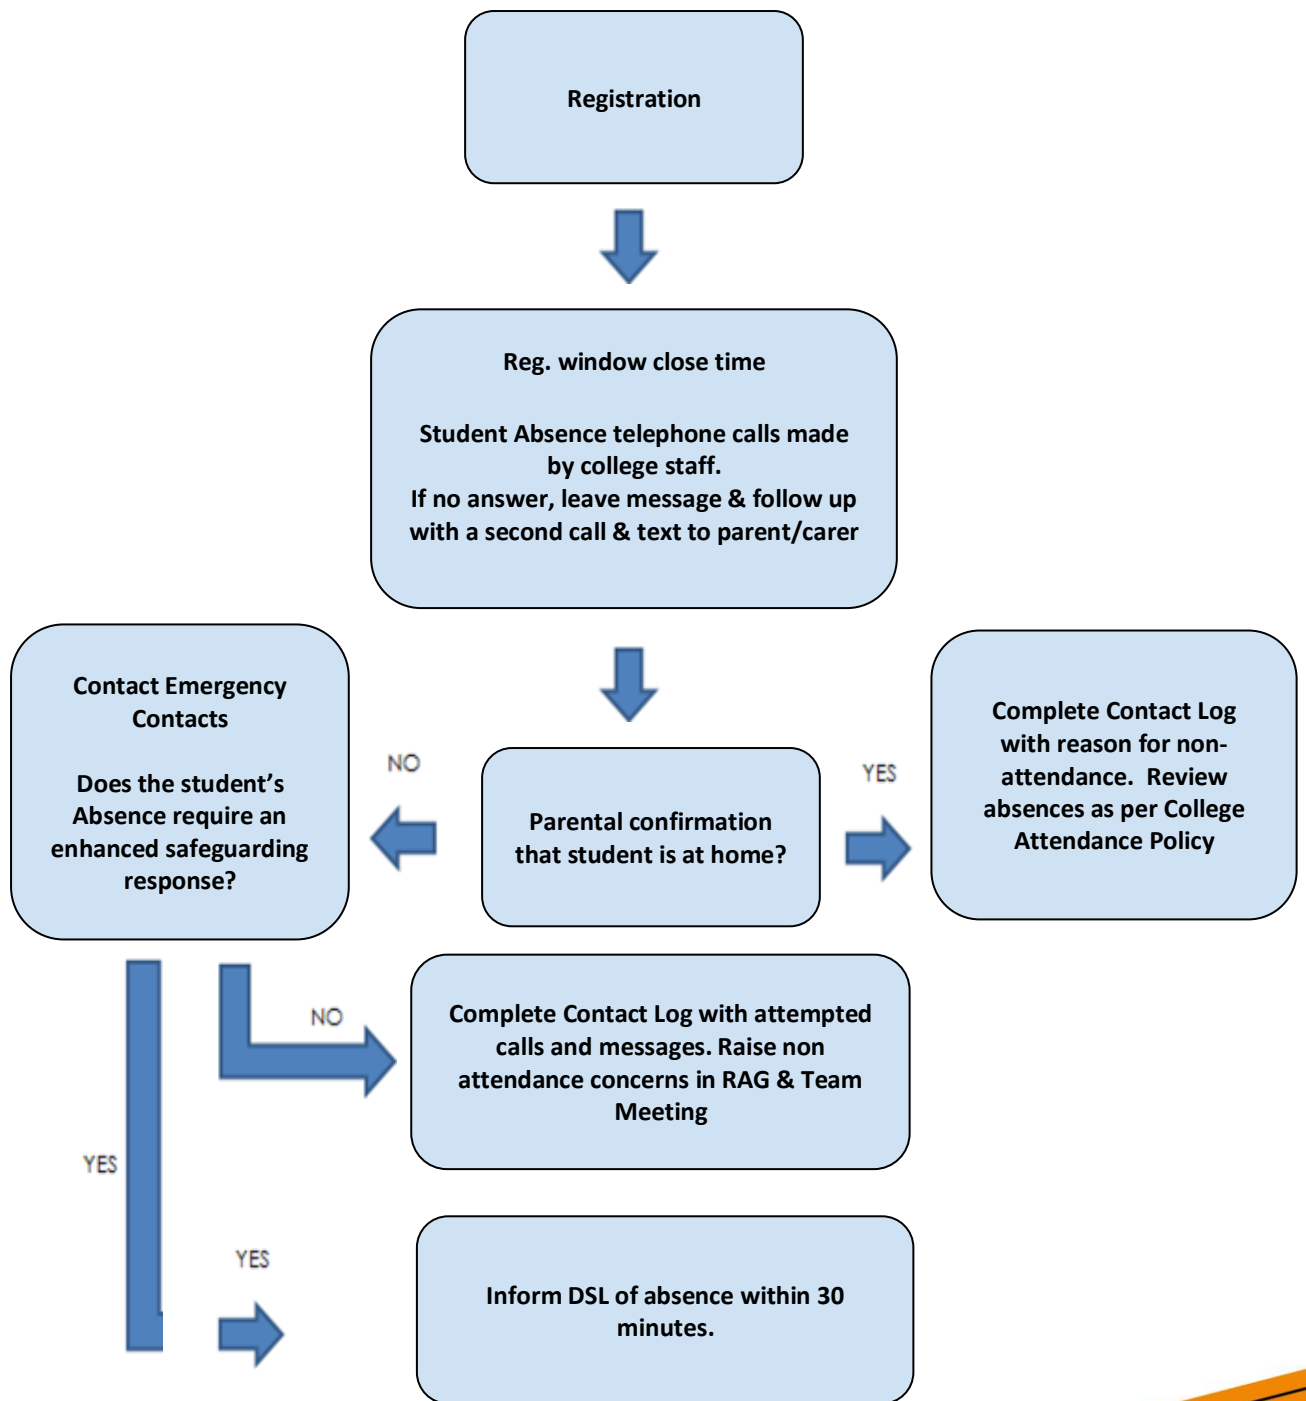 Registration
Reg. window close time
Student Absence telephone calls made
by college staff.
If no answer, leave message & follow up
with a second call & text to parent/carer
Contact Emergency
Contacts
Does the student’s
Absence require an
enhanced safeguarding
response?
NO
Parental confirmation
that student is at home?
YES
Complete Contact Log
with reason for non-
attendance.  Review
absences as per College
Attendance Policy
NO
Complete Contact Log with attempted
calls and messages. Raise non
attendance concerns in RAG & Team
Meeting
YES
YES
Inform DSL of absence within 30
minutes.